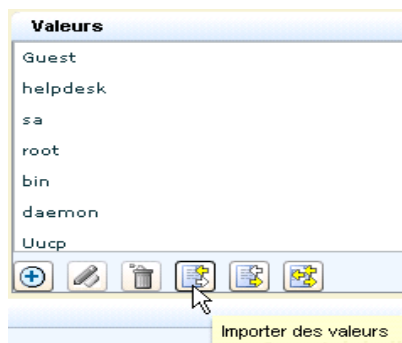 Valeurs
Guest
helpdesk
sa
root
bin
daemon
Uucp
Importer des valeurs